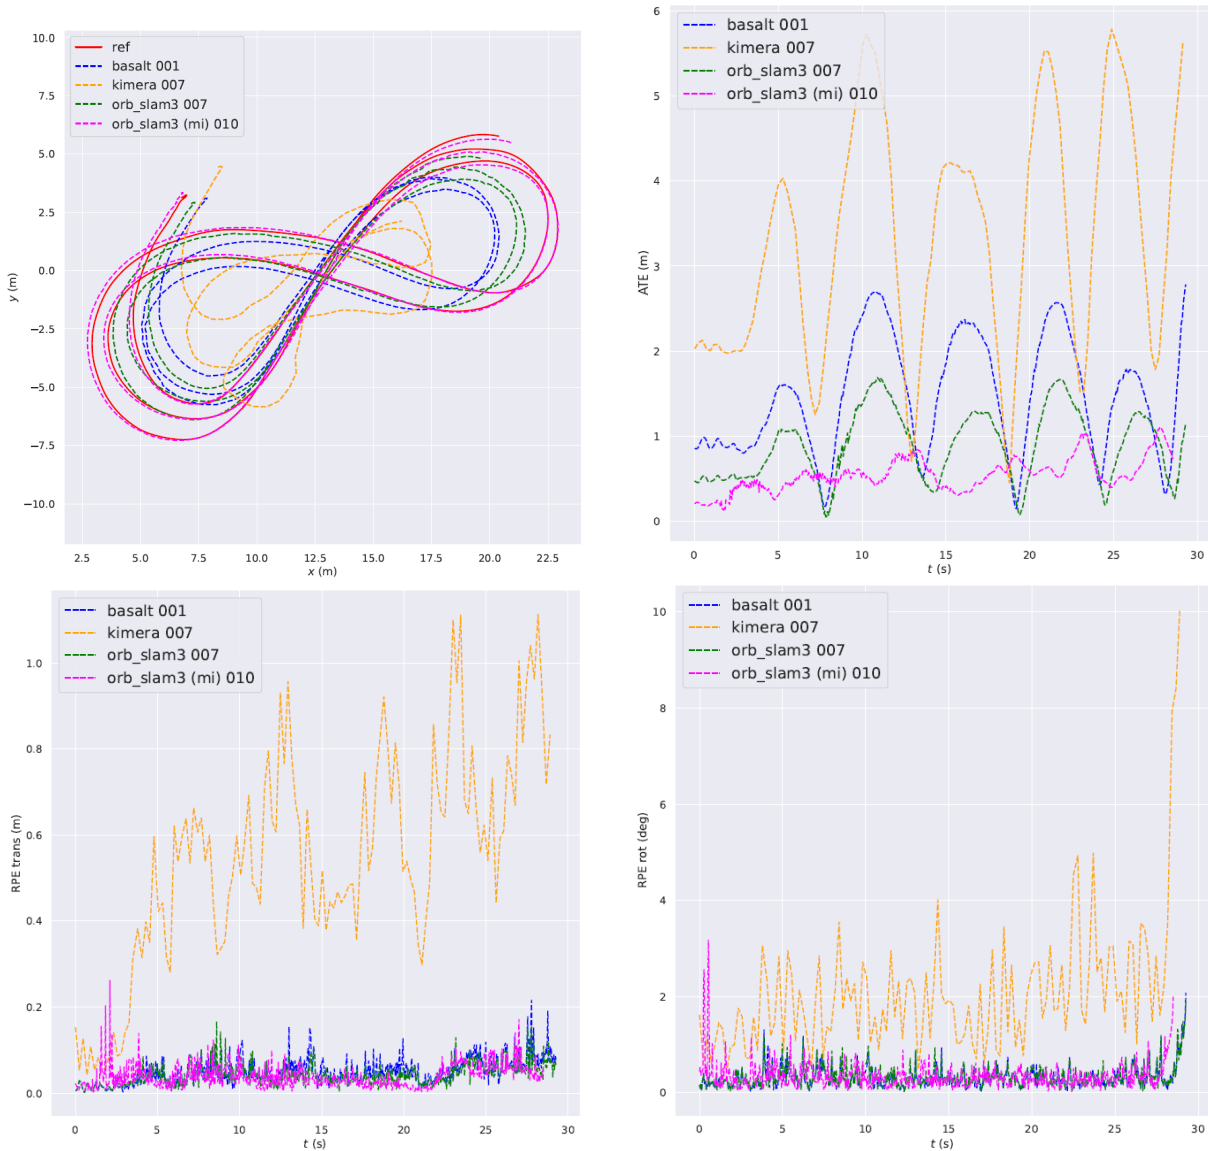 10.0
7.5
5.0
2.5
0.0
−2.5
−5.0
−7.5
−10.0
y (m)
2.5 5.0 7.5 10.0 12.5 15.0 17.5 20.0 22.5
x (m)
ref
basalt 001
kimera 007
orb_slam3 007
orb_slam3 (mi) 010
6
5
4
3
2
1
0
ATE (m)
0 5 10 15 20 25 30
t (s)
basalt 001
kimera 007
orb_slam3 007
orb_slam3 (mi) 010
1.0
0.8
0.6
0.4
0.2
0.0
RPE trans (m)
0 5 10 15 20 25 30
t (s)
basalt 001
kimera 007
orb_slam3 007
orb_slam3 (mi) 010
10
8
6
4
2
0
RPE rot (deg)
0 5 10 15 20 25 30
t (s)
basalt 001
kimera 007
orb_slam3 007
orb_slam3 (mi) 010